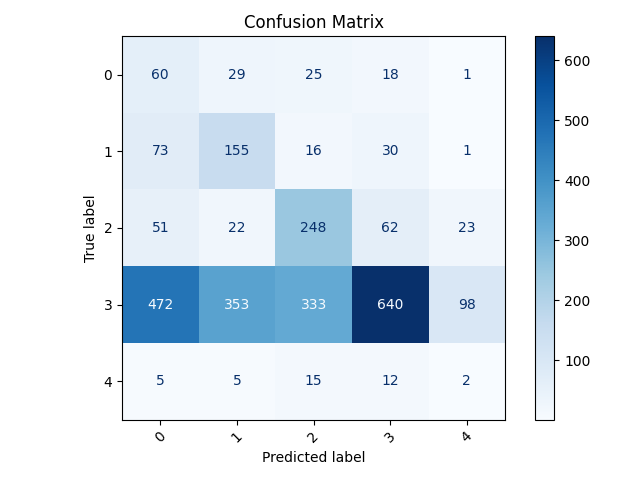 Confusion Matrix
True label
0 60 29 25 18 1
1 73 155 16 30 1
2 51 22 248 62 23
3 472 353 333 640 98
4 5 5 15 12 2
0 1 2 3 4
Predicted label
600
500
400
300
200
100